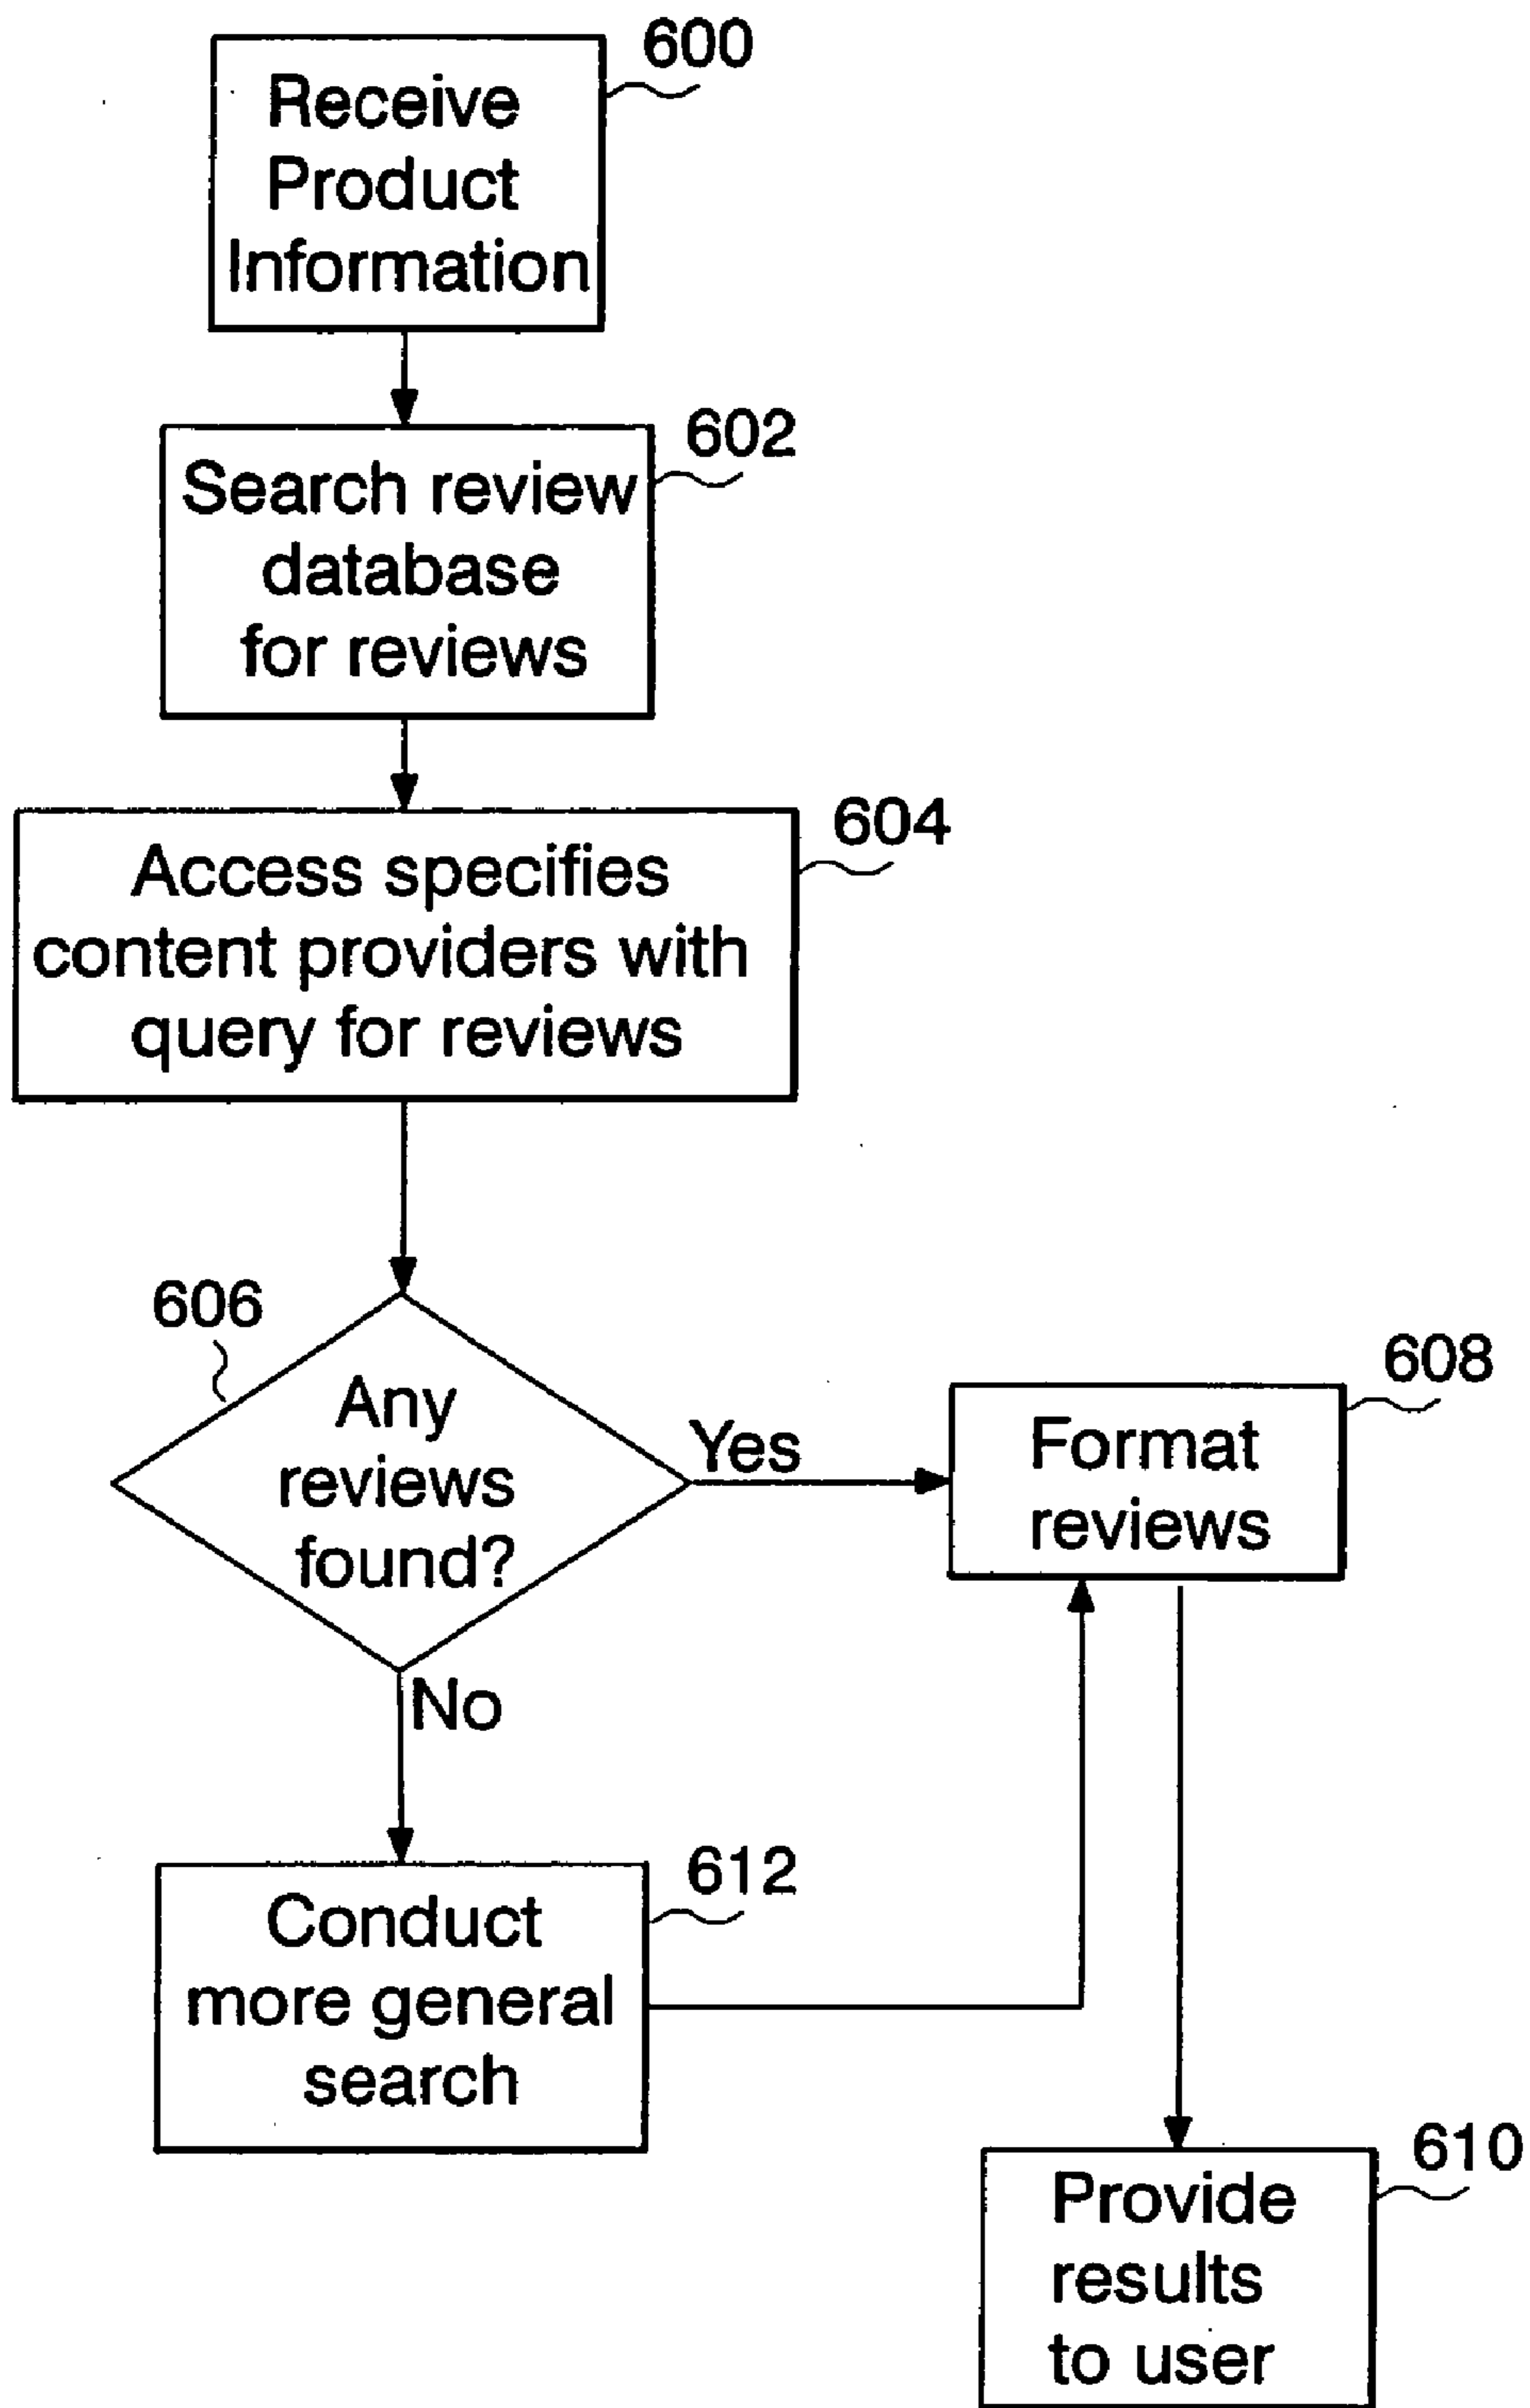 600
Receive
Product
Information
602
Search review
database
for reviews
604
Access specifies
content providers with
query for reviews
606
Any
reviews
found?
Yes
608
Format
reviews
No
612
Conduct
more general
search
610
Provide
results
to user